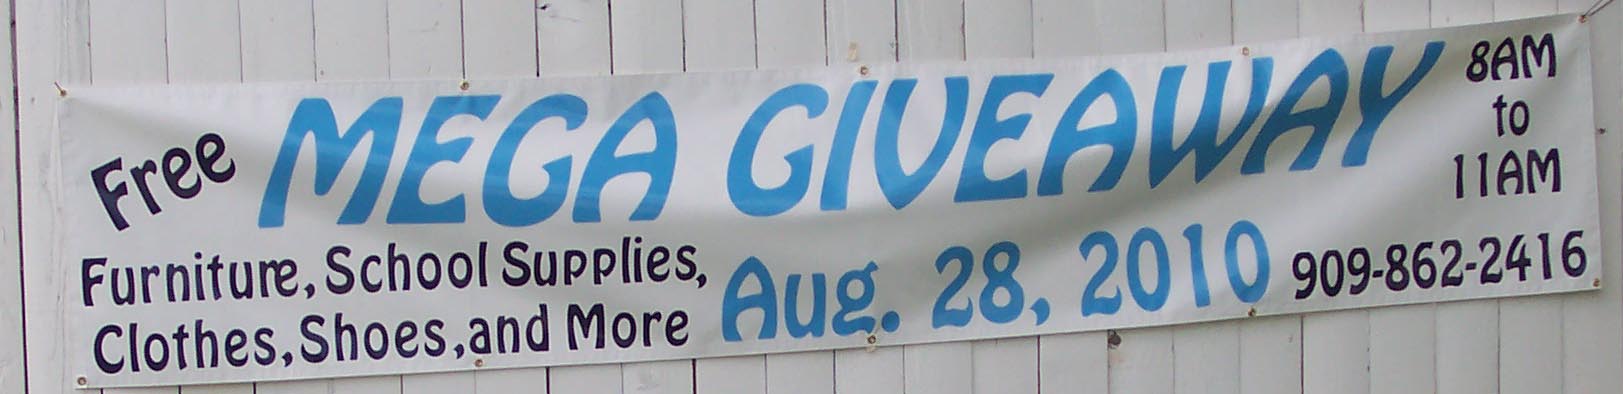 Free MEGA GIVEAWAY
8AM
to
11AM
Furniture, School Supplies,
Clothes, Shoes, and More
Aug. 28, 2010
909-862-2416